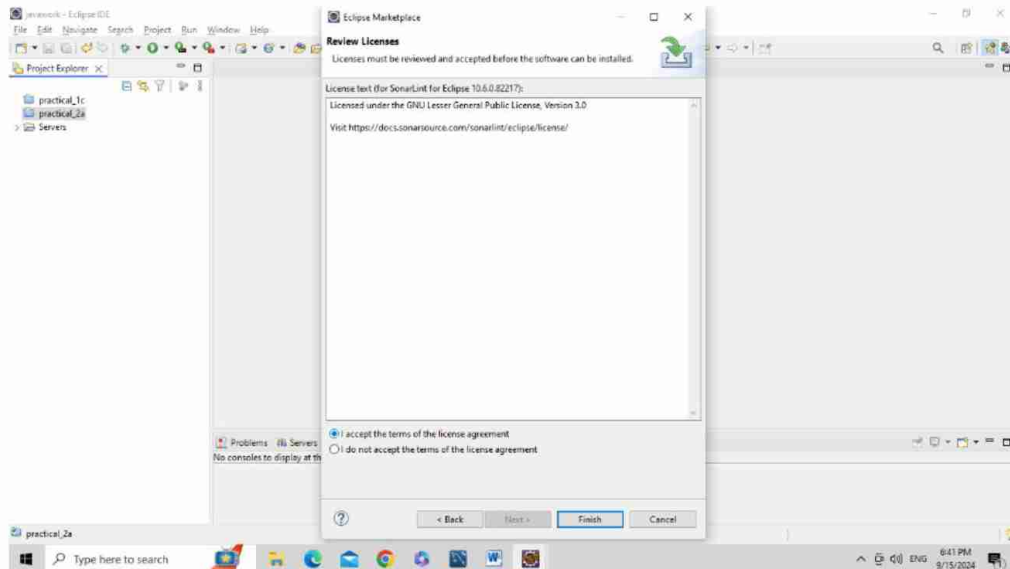 javawork - Eclipse IDE
File Edit Navigate Search Project Run Window Help
Project Explorer
practical_1c
practical_2a
Servers
Eclipse Marketplace
Review Licenses
Licenses must be reviewed and accepted before the software can be installed.
License text (for SonarLint for Eclipse 10.6.0.82217):
Licensed under the GNU Lesser General Public License, Version 3.0
Visit https://docs.sonarsource.com/sonarlint/eclipse/license/
I accept the terms of the license agreement
I do not accept the terms of the license agreement
< Back Next > Finish Cancel
Problems Servers
No consoles to display at th
practical_2a
Type here to search
ENG
6:41 PM
9/15/2024